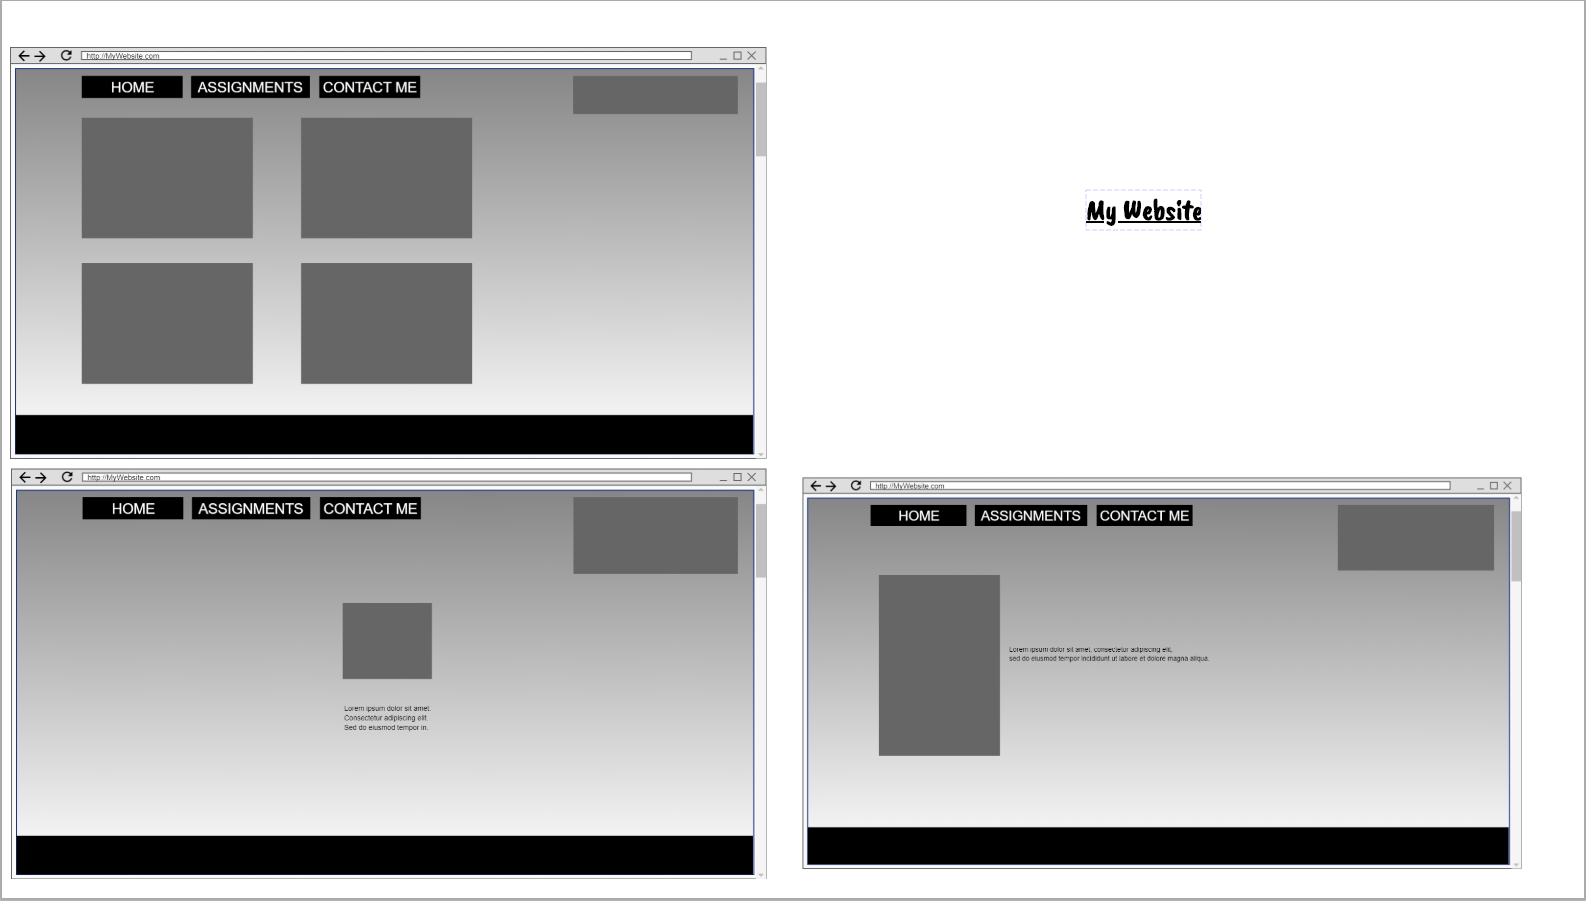 http://MyWebsite.com
HOME ASSIGNMENTS CONTACT ME
My Website
http://MyWebsite.com
HOME ASSIGNMENTS CONTACT ME
Lorem ipsum dolor sit amet.
Consectetur adipiscing elit.
Sed do eiusmod tempor in.
http://MyWebsite.com
HOME ASSIGNMENTS CONTACT ME
Lorem ipsum dolor sit amet, consectetur adipiscing elit,
sed do eiusmod tempor incididunt ut labore et dolore magna aliqua.